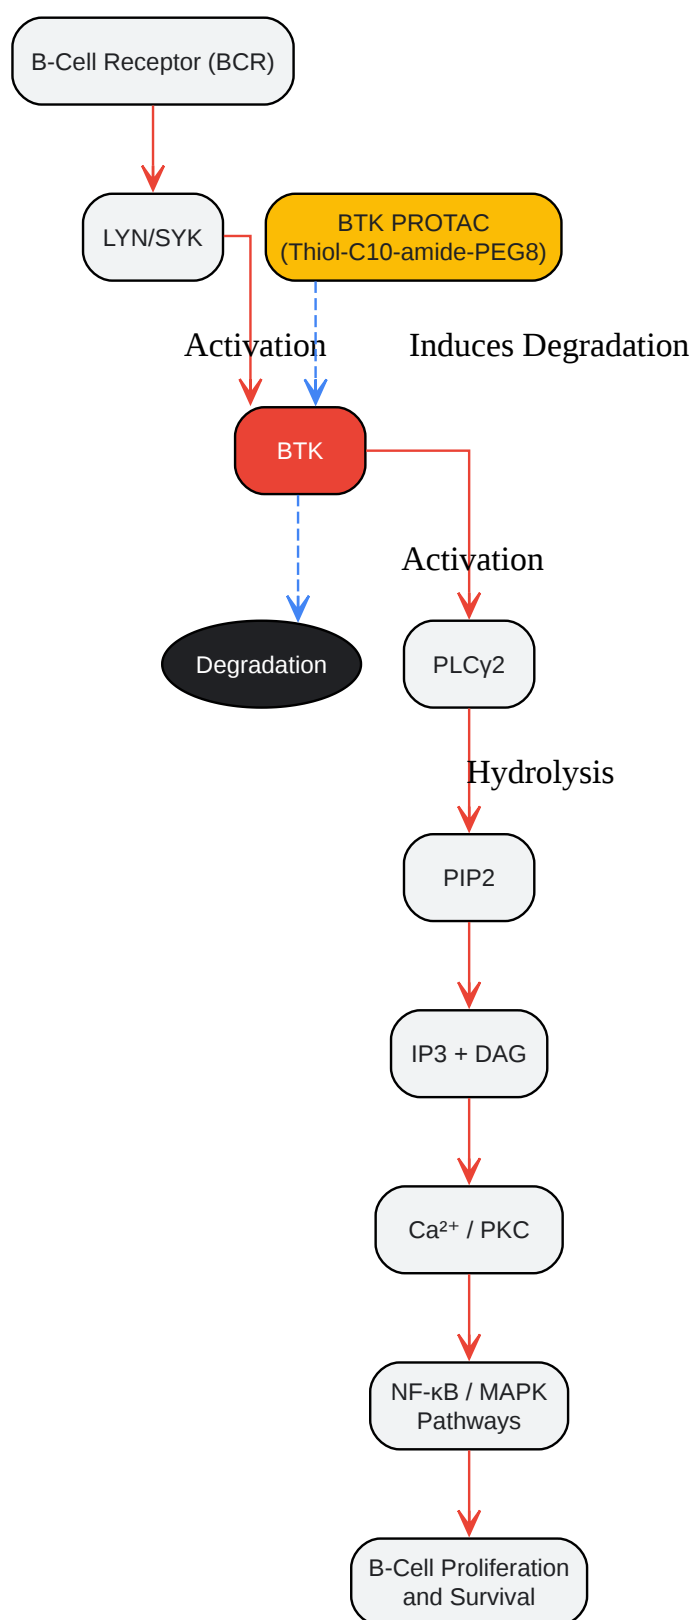 B-Cell Receptor (BCR)
LYN/SYK
BTK PROTAC
(Thiol-C10-amide-PEG8)
Activation
Induces Degradation
BTK
Activation
Degradation
PLCγ2
Hydrolysis
PIP2
IP3 + DAG
Ca²⁺ / PKC
NF-κB / MAPK
Pathways
B-Cell Proliferation
and Survival